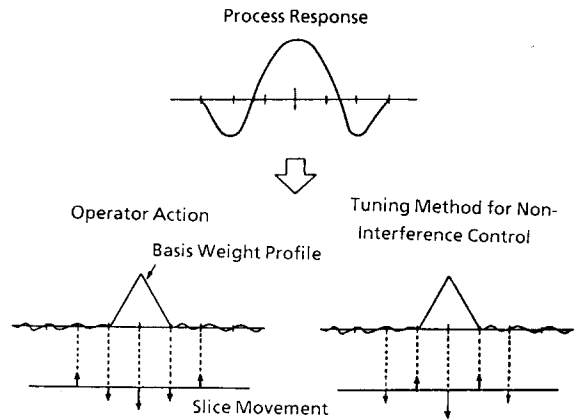 Process Response
Operator Action
Tuning Method for Non-
Interference Control
Basis Weight Profile
Slice Movement